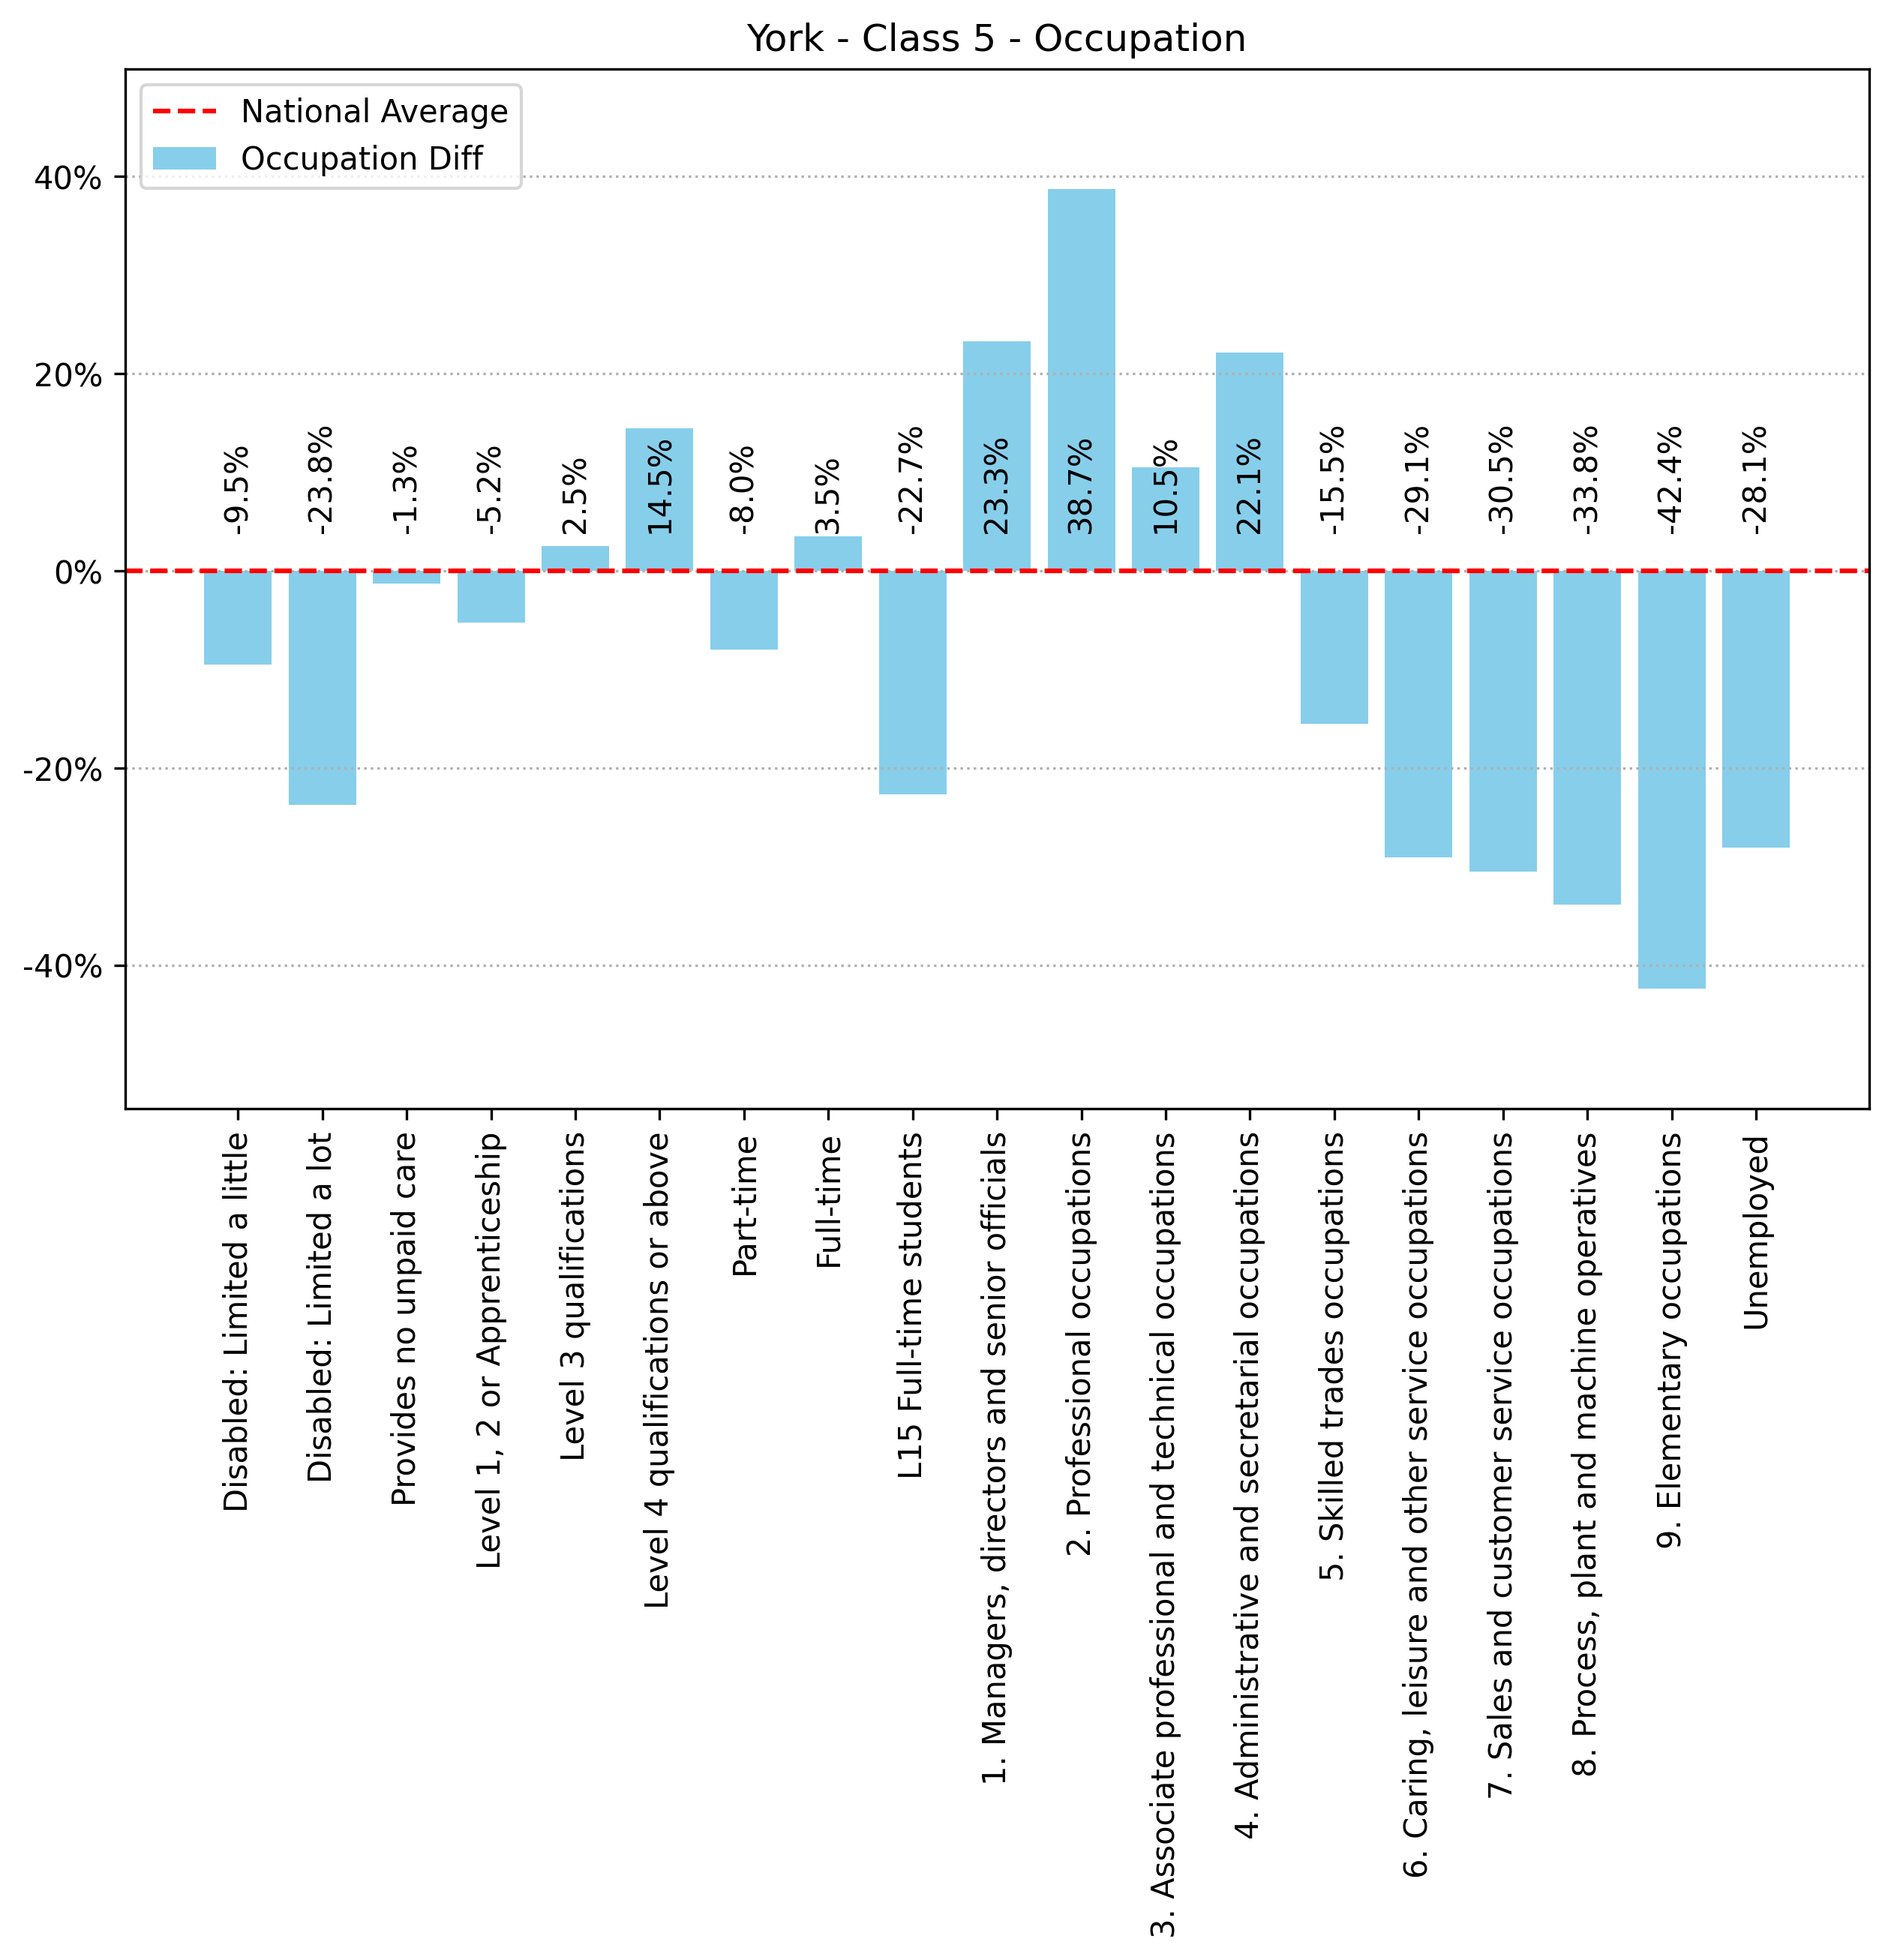 York - Class 5 - Occupation
National Average
Occupation Diff
40%
20%
0%
-20%
-40%
-9.5%
-23.8%
-1.3%
-5.2%
2.5%
14.5%
-8.0%
3.5%
-22.7%
23.3%
38.7%
10.5%
22.1%
-15.5%
-29.1%
-30.5%
-33.8%
-42.4%
-28.1%
Disabled: Limited a little
Disabled: Limited a lot
Provides no unpaid care
Level 1, 2 or Apprenticeship
Level 3 qualifications
Level 4 qualifications or above
Part-time
Full-time
L15 Full-time students
1. Managers, directors and senior officials
2. Professional occupations
3. Associate professional and technical occupations
4. Administrative and secretarial occupations
5. Skilled trades occupations
6. Caring, leisure and other service occupations
7. Sales and customer service occupations
8. Process, plant and machine operatives
9. Elementary occupations
Unemployed